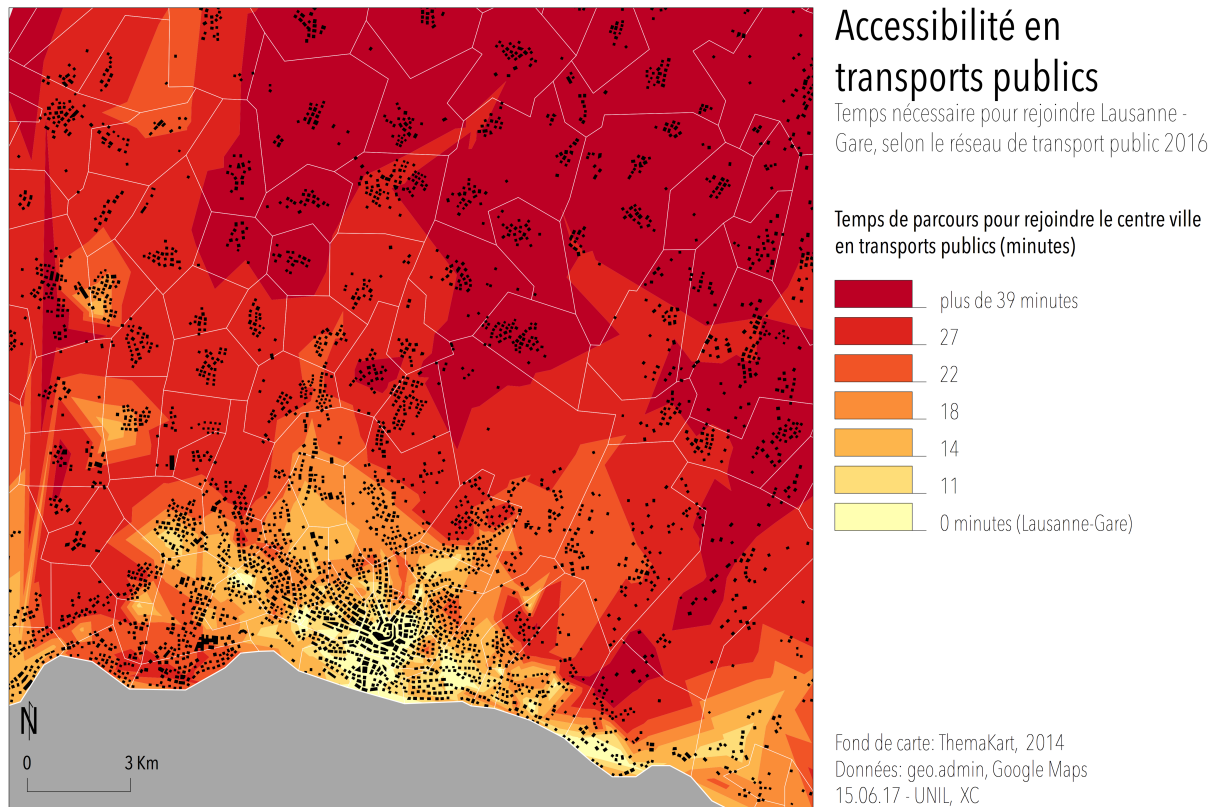 Accessibilité en
transports publics
Temps nécessaire pour rejoindre Lausanne -
Gare, selon le réseau de transport public 2016
Temps de parcours pour rejoindre le centre ville
en transports publics (minutes)
plus de 39 minutes
27
22
18
14
11
0 minutes (Lausanne-Gare)
N
0 3 Km
Fond de carte: ThemaKart, 2014
Données: geo.admin, Google Maps
15.06.17 - UNIL, XC